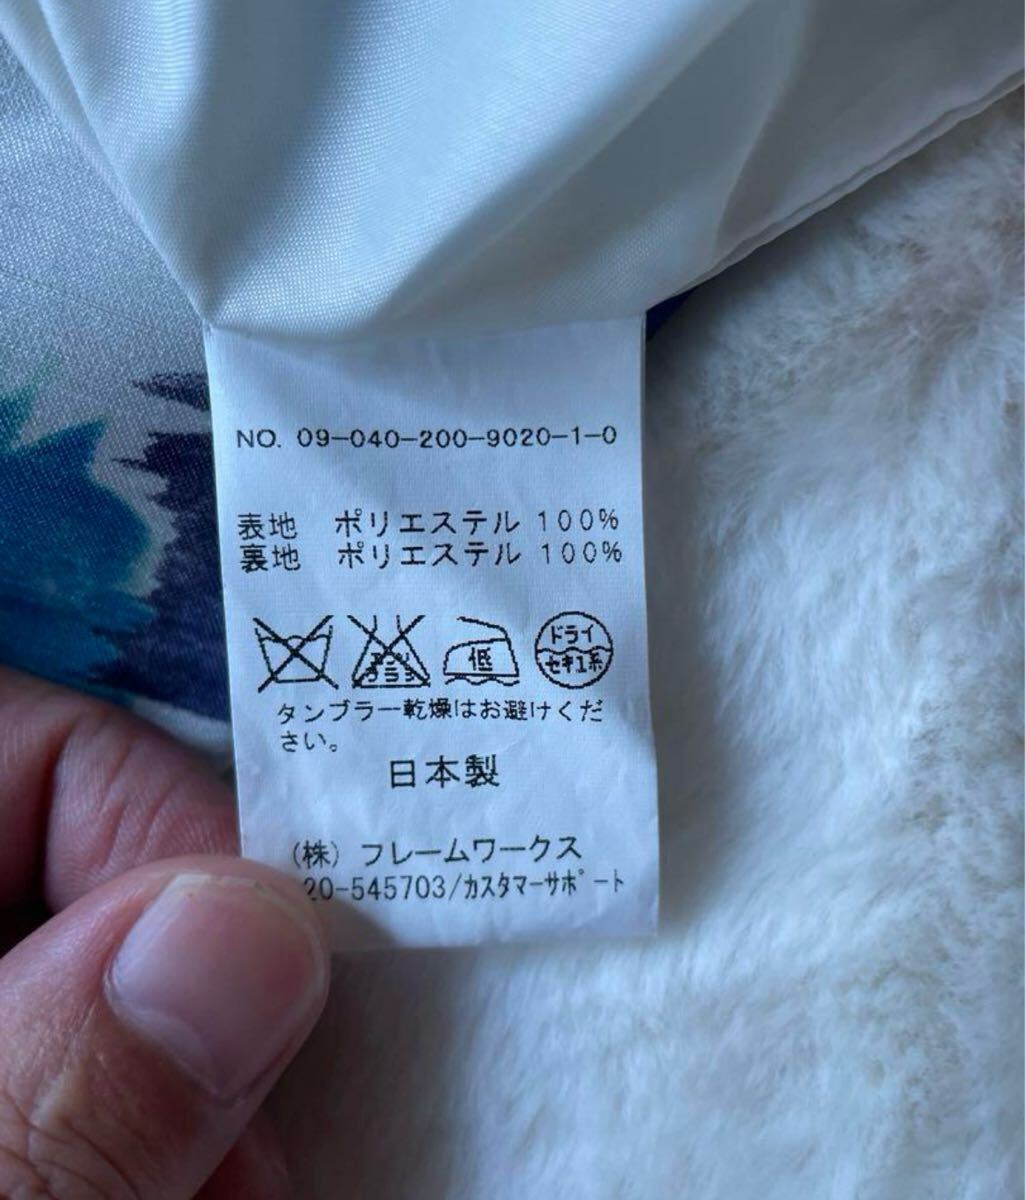 NO. 09-040-200-9020-1-0
表地 ポリエステル 100%
裏地 ポリエステル 100%
低
ドライ
セキユ系
タンブラー乾燥はお避けくだ
さい。
日本製
(株) フレームワークス
20-545703/カスタマーサポート